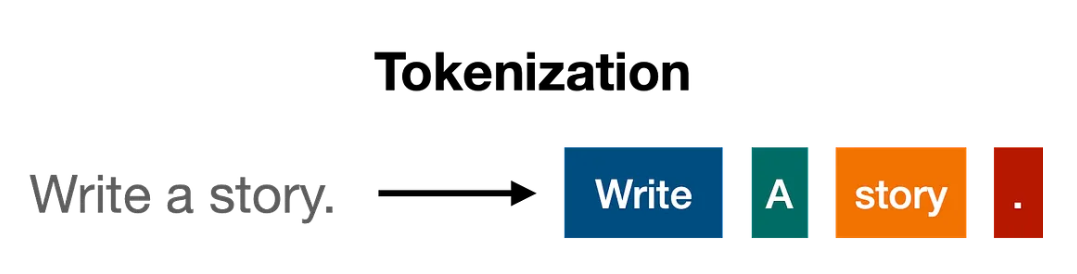 Tokenization
Write a story. Write A story .